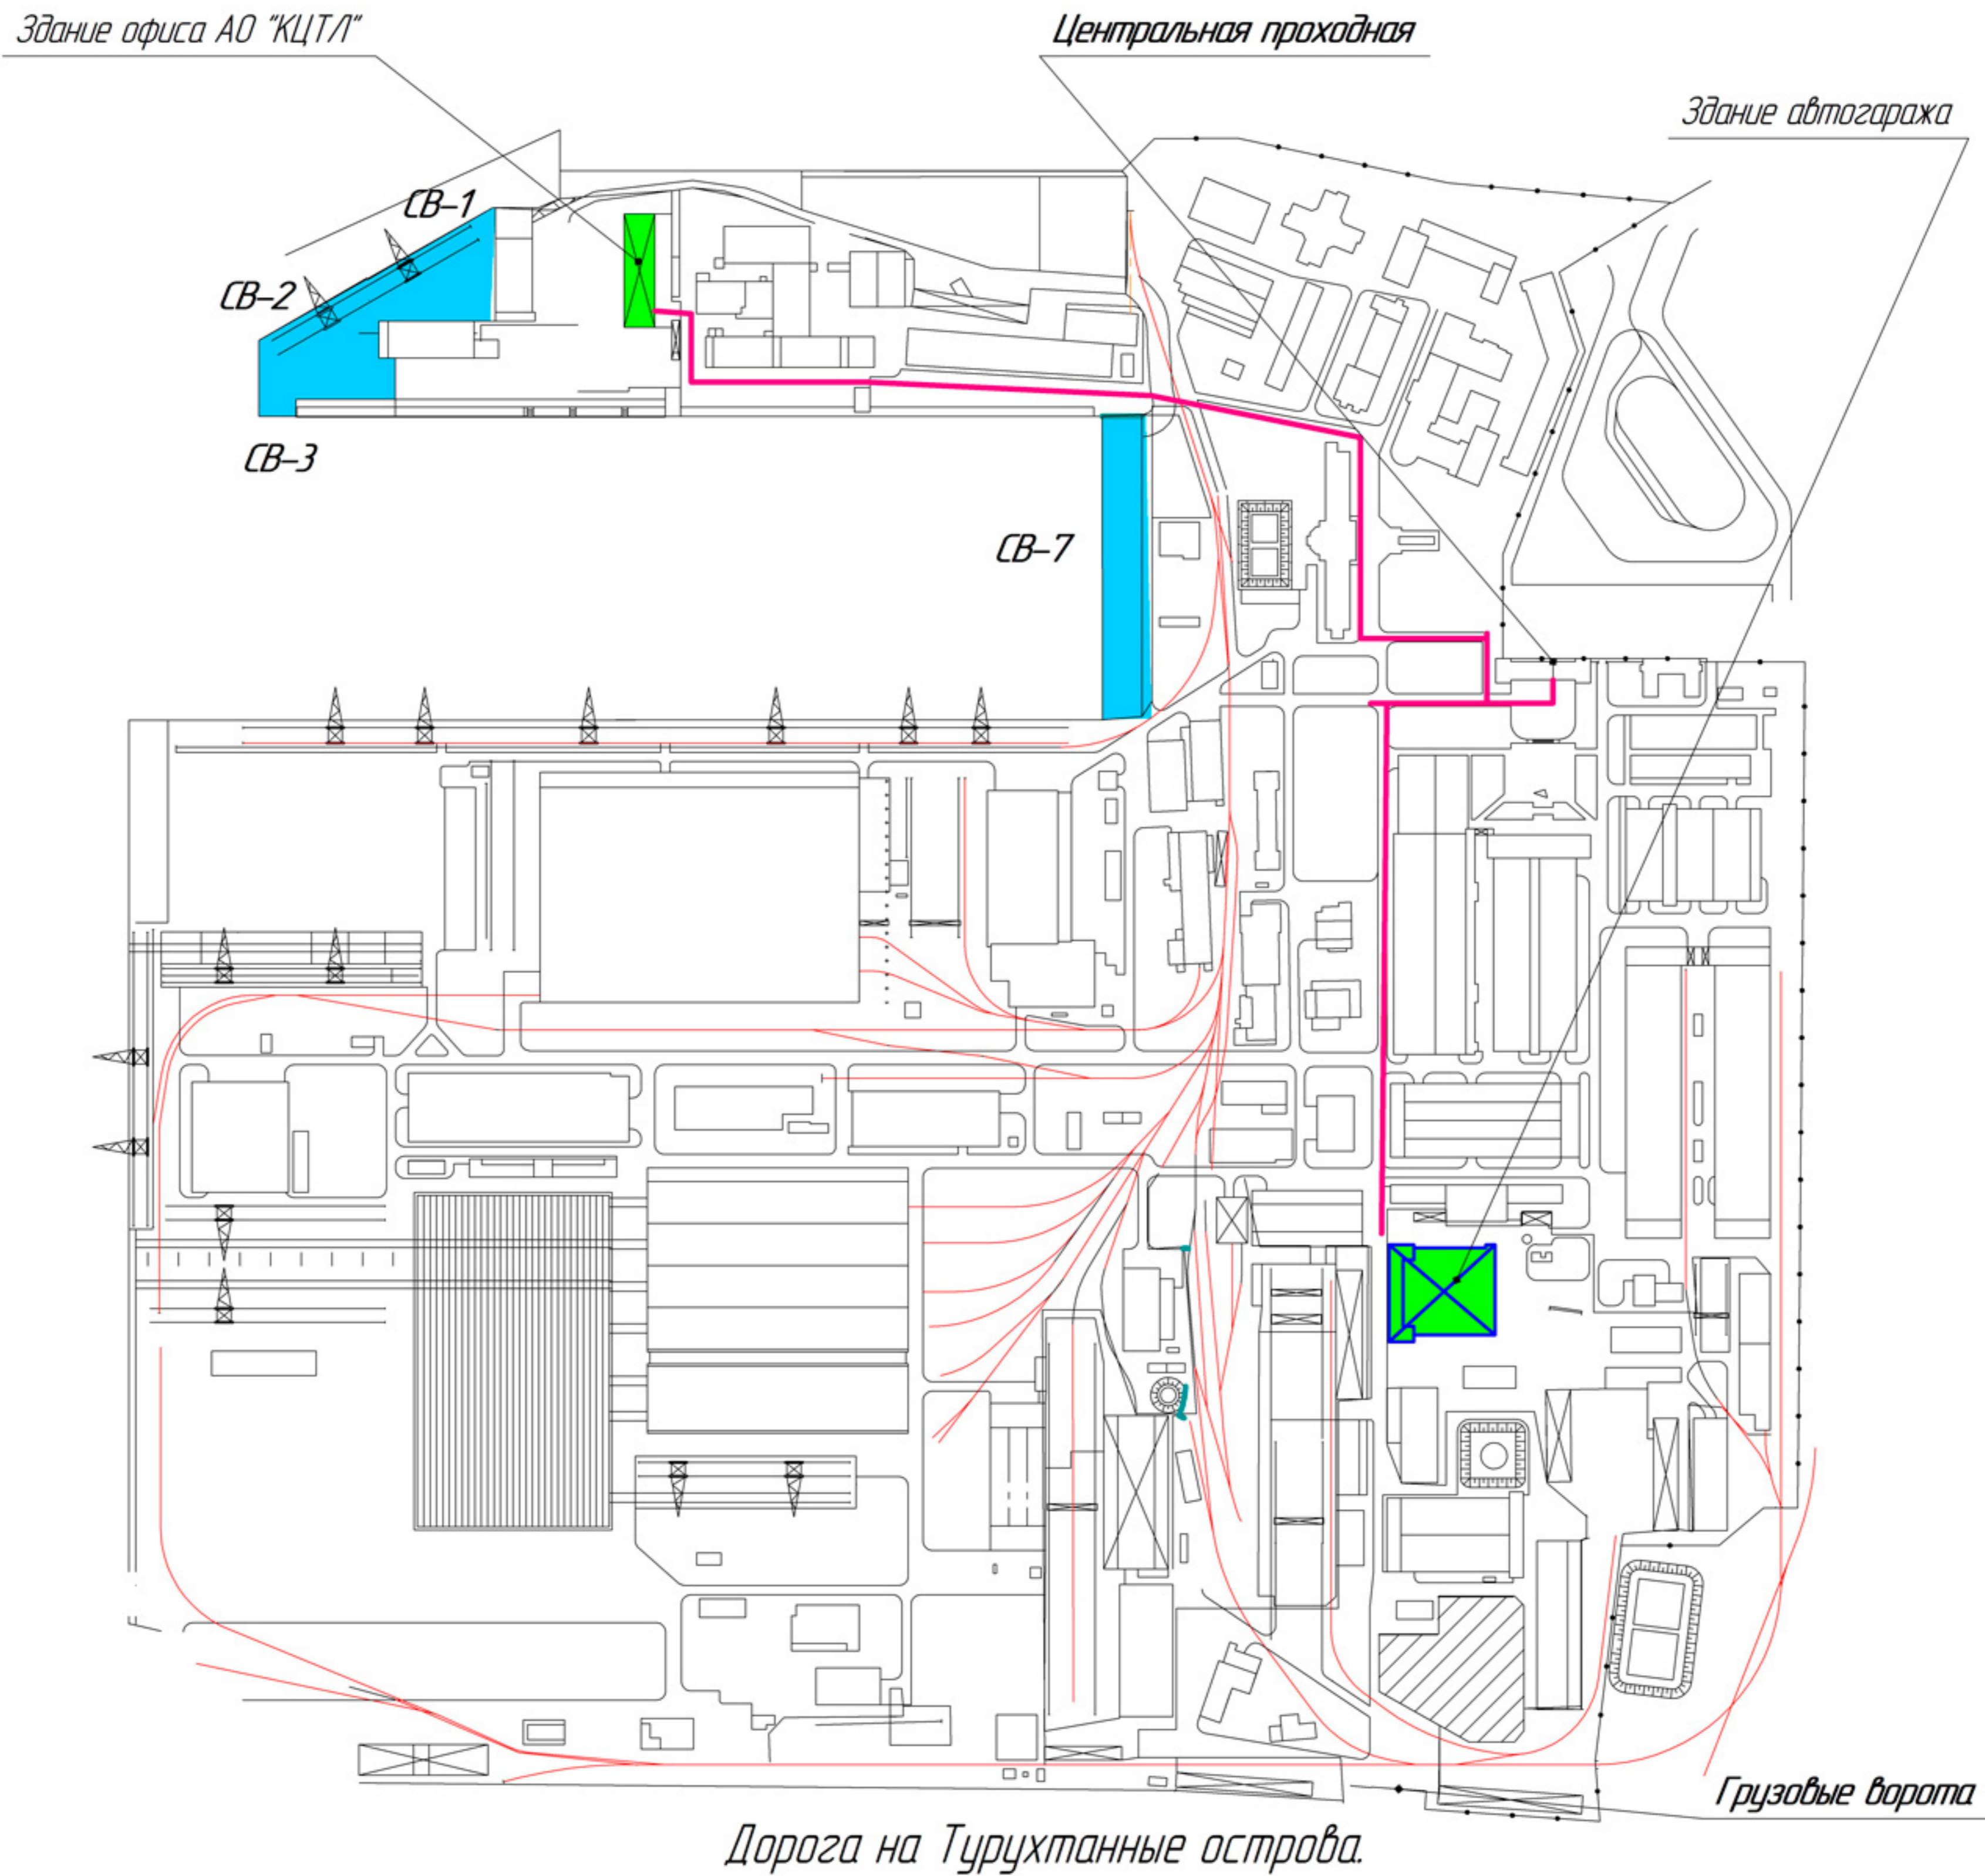 Здание офиса АО "КЦТЛ"
Центральная проходная
Здание автогаража
СВ-1
СВ-2
СВ-3
СВ-7
Грузовые ворота
Дорога на Турухтанные острова.